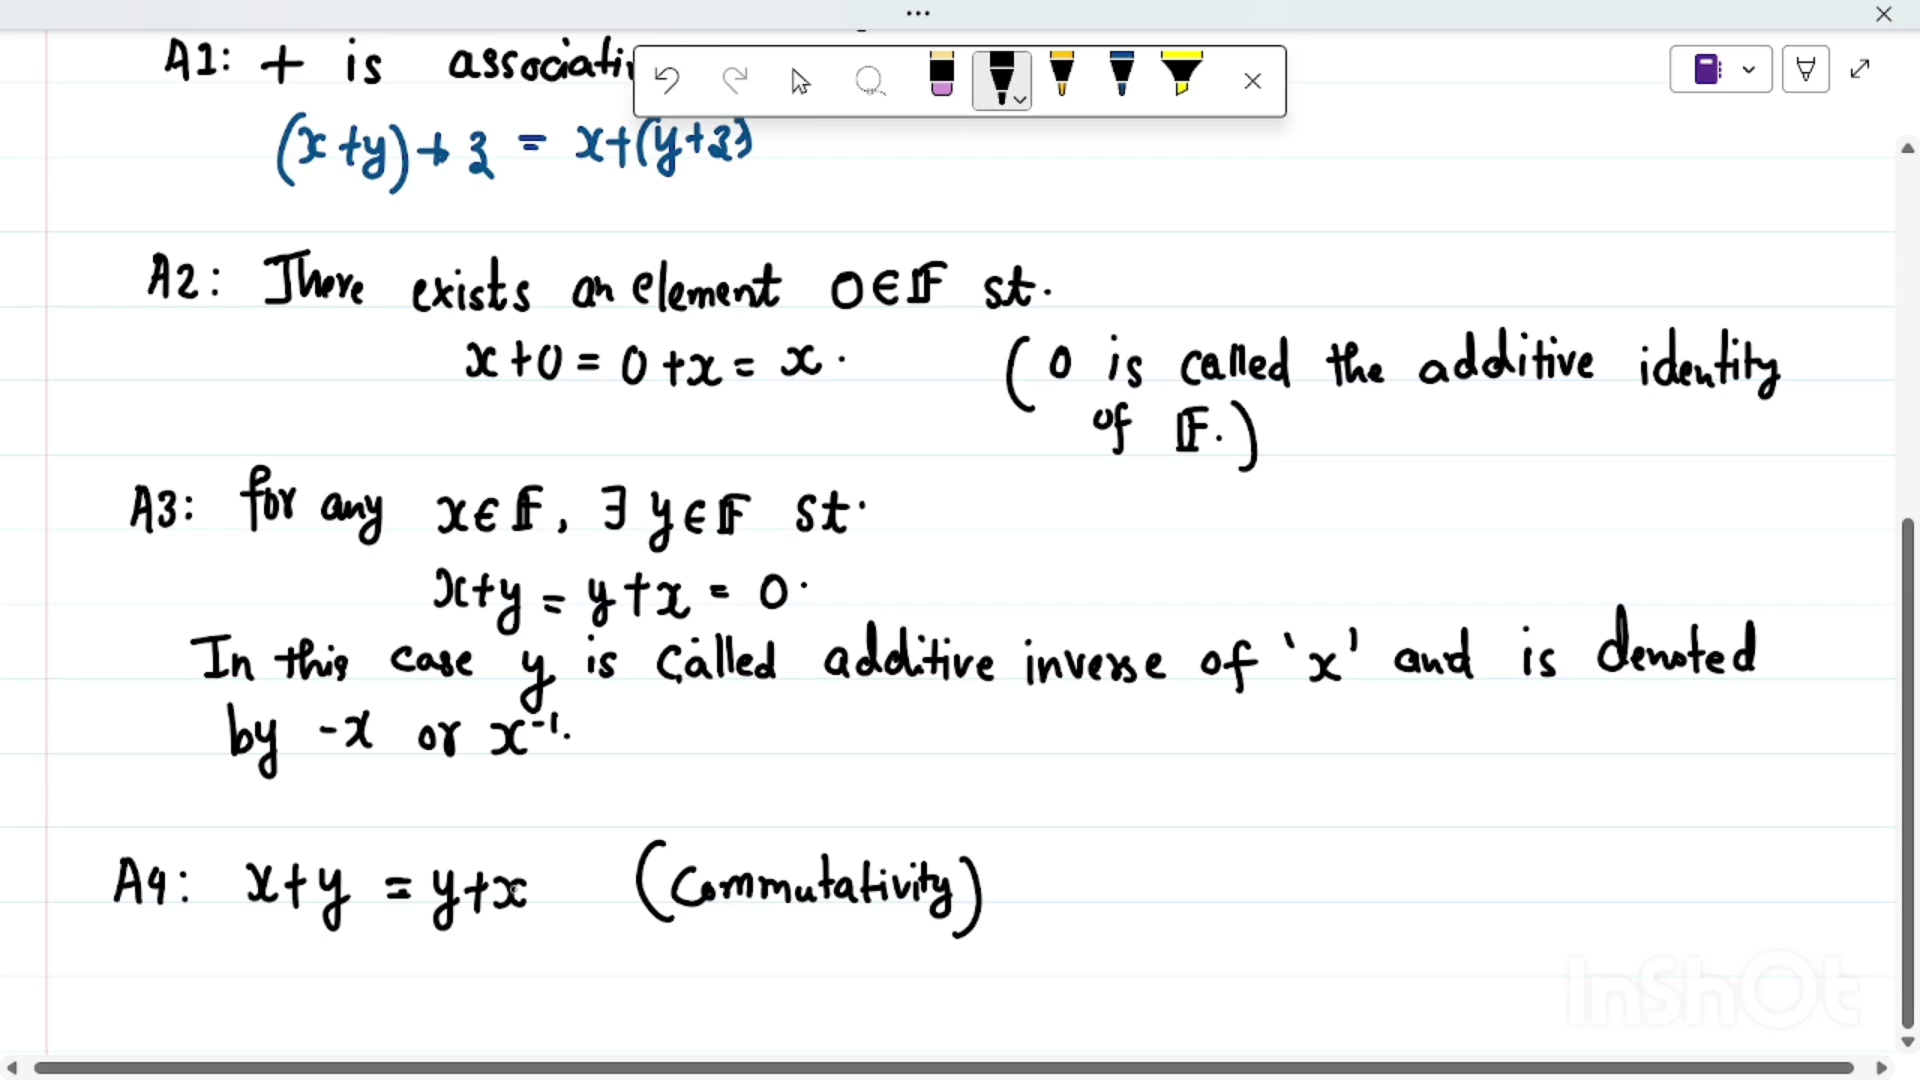 A1: + is associati
(x+y)+z = x+(y+z)
A2: There exists an element 0∈𝔽 st.
x+0 = 0+x = x. (0 is called the additive identity
of 𝔽.)
A3: for any x∈𝔽, ∃ y∈𝔽 st.
x+y = y+x = 0.
In this case y is called additive inverse of 'x' and is denoted
by -x or x⁻¹.
A4: x+y = y+x (Commutativity)
InShOt